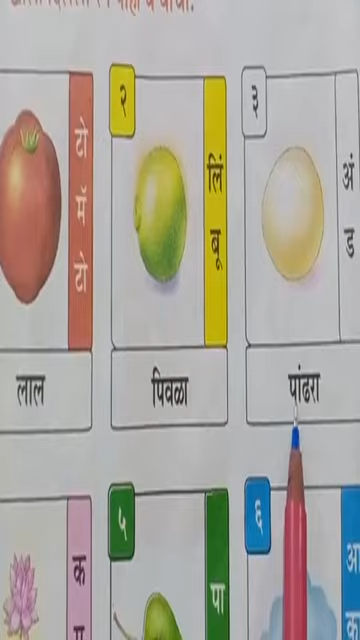 २
३
टोमॅटो
लिंबू
अंड
लाल
पिवळा
पांढरा
५
६
क
पा